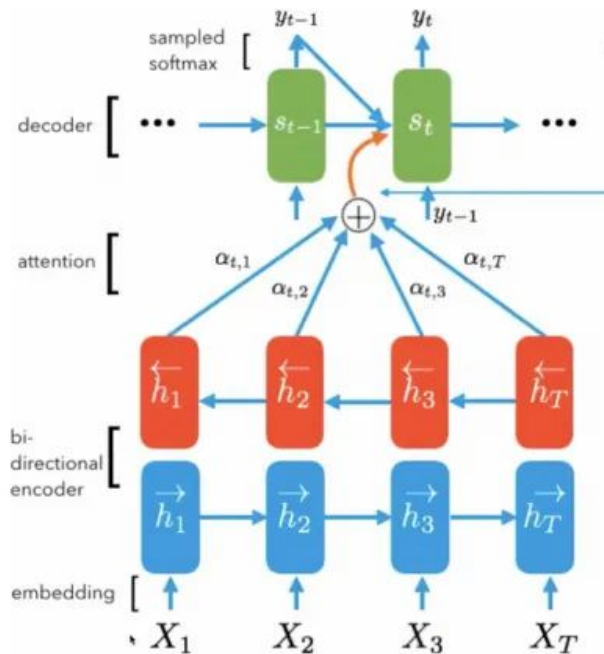 sampled softmax
y_{t-1} y_t
decoder ... s_{t-1} s_t ...
y_{t-1}
attention α_{t,1} α_{t,2} α_{t,3} α_{t,T}
←h_1 ←h_2 ←h_3 ←h_T
bi-
directional
encoder
→h_1 →h_2 →h_3 →h_T
embedding
X_1 X_2 X_3 X_T